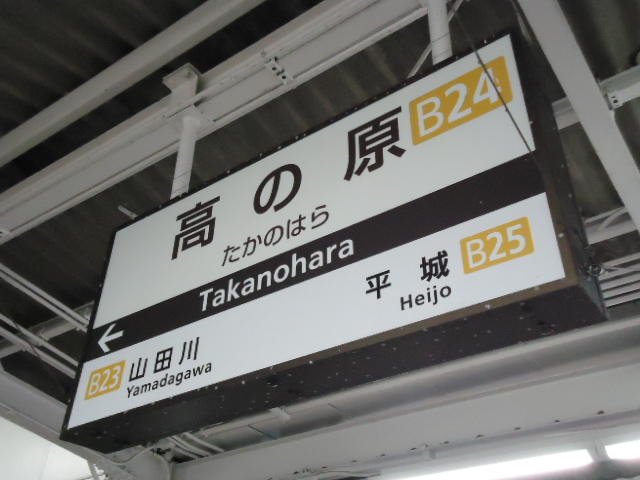 高の原 B24
たかのはら
← Takanohara
平城 B25
Heijo
B23 山田川
Yamadagawa